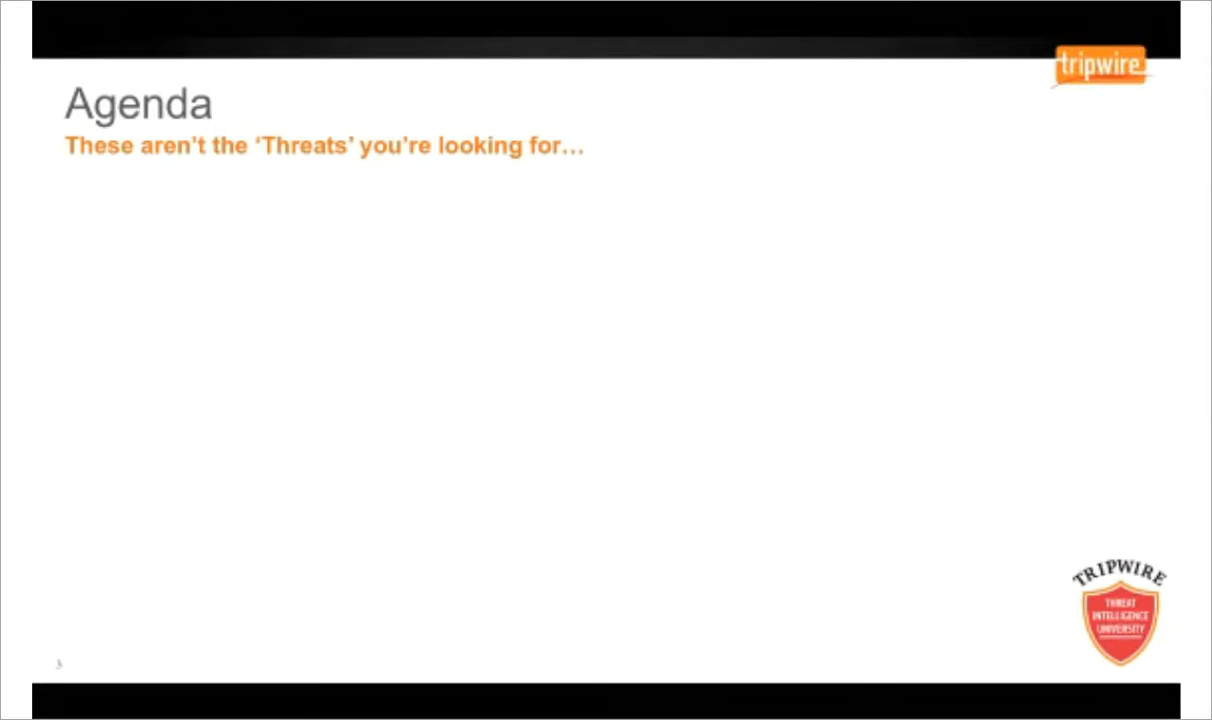 tripwire
Agenda
These aren't the ‘Threats’ you're looking for…
TRIPWIRE
THREAT
INTELLIGENCE
UNIVERSITY
3